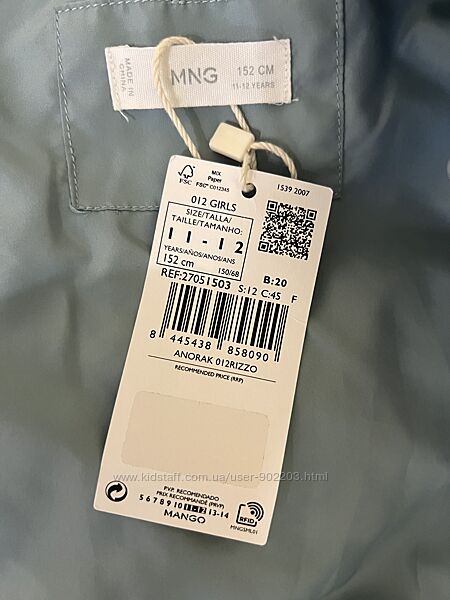 MADE IN
CHINA
MNG
152 CM
11-12 YEARS
FSC
MIX
Paper
FSC® C012345
1539 2007
012 GIRLS
SIZE/TALLA/
TAILLE/TAMANHO:
11-12
YEARS/AÑOS/ANOS/ANS
152 cm
150/68
B:20
REF:27051503 S:12 C:45 F
8 445438 858090
ANORAK 012RIZZO
RECOMMENDED PRICE (RRP)
www.kidstaff.com.ua/user-902203.html
P.V.P. RECOMENDADO
PRIX RECOMMANDÉ (PRVP)
5 6 7 8 9 10 11-12 13-14
MANGO
RFID
MNGSML01